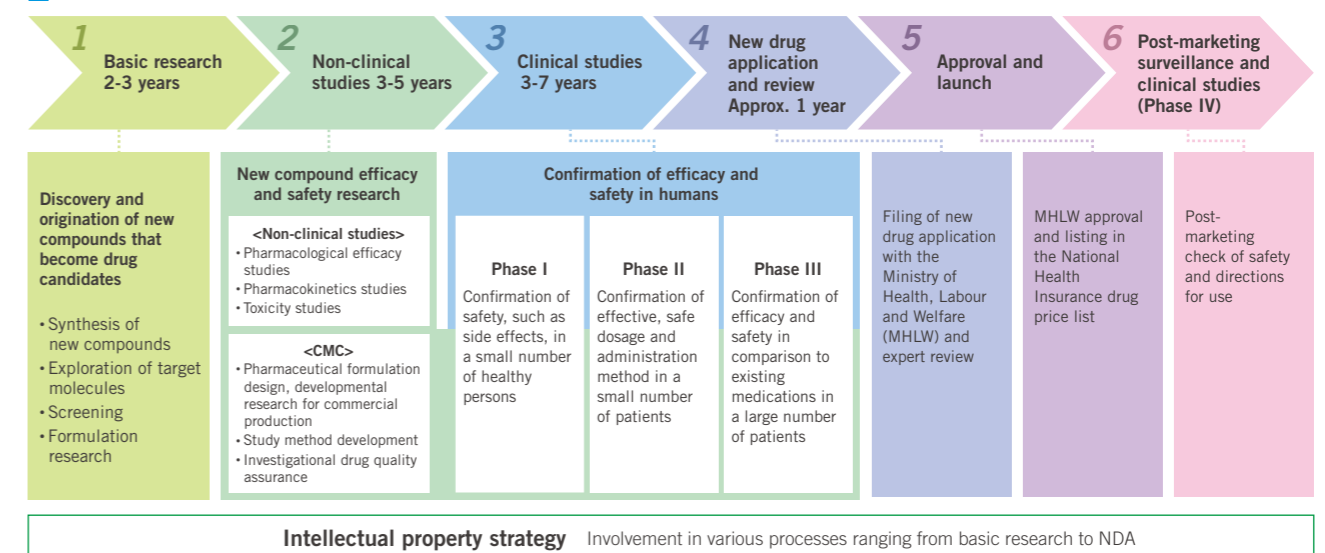 1
Basic research
2-3 years
2
Non-clinical
studies 3-5 years
3
Clinical studies
3-7 years
4
New drug
application
and review
Approx. 1 year
5
Approval and
launch
6
Post-marketing
surveillance and
clinical studies
(Phase IV)
Discovery and
origination of new
compounds that
become drug
candidates
• Synthesis of
new compounds
• Exploration of target
molecules
• Screening
• Formulation
research
New compound efficacy
and safety research
<Non-clinical studies>
• Pharmacological efficacy
studies
• Pharmacokinetics studies
• Toxicity studies
<CMC>
• Pharmaceutical formulation
design, developmental
research for commercial
production
• Study method development
• Investigational drug quality
assurance
Confirmation of efficacy and
safety in humans
Phase I
Confirmation of
safety, such as
side effects, in
a small number
of healthy
persons
Phase II
Confirmation of
effective, safe
dosage and
administration
method in a
small number
of patients
Phase III
Confirmation of
efficacy and
safety in
comparison to
existing
medications in
a large number
of patients
Filing of new
drug application
with the
Ministry of
Health, Labour
and Welfare
(MHLW) and
expert review
MHLW approval
and listing in
the National
Health
Insurance drug
price list
Post-
marketing
check of safety
and directions
for use
Intellectual property strategy Involvement in various processes ranging from basic research to NDA